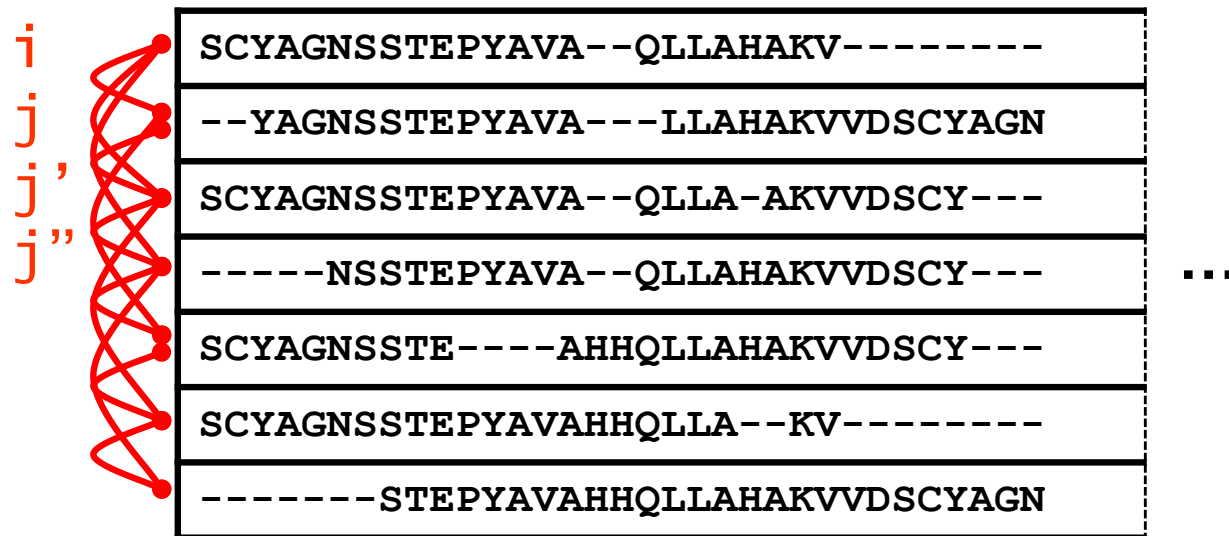 i SCYAGNSSTEPYAVA--QLLAHAKV--------
j --YAGNSSTEPYAVA---LLAHAKVVDSCYAGN
j’ SCYAGNSSTEPYAVA--QLLA-AKVVDSCY---
j” -----NSSTEPYAVA--QLLAHAKVVDSCY--- ...
SCYAGNSSTE----AHHQLLAHAKVVDSCY---
SCYAGNSSTEPYAVAHHQLLA--KV--------
-------STEPYAVAHHQLLAHAKVVDSCYAGN